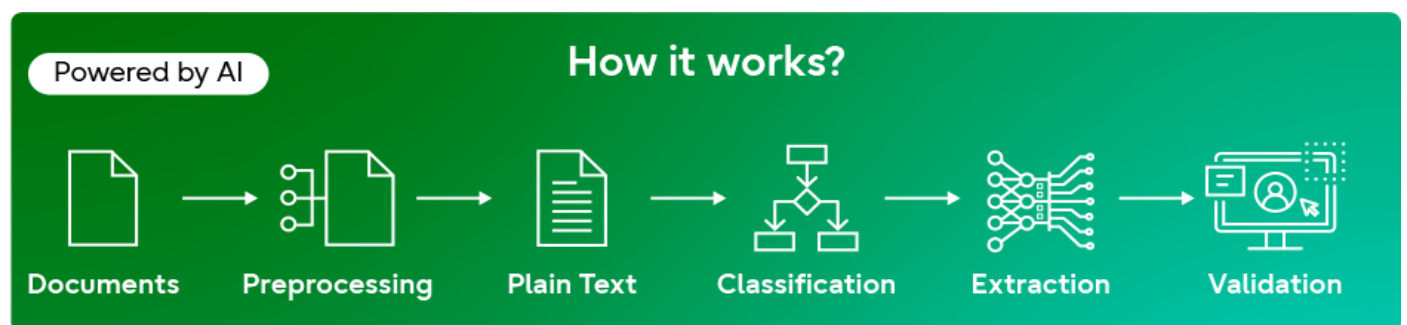 How it works?
Powered by AI
Documents
Preprocessing
Plain Text
Classification
Extraction
Validation